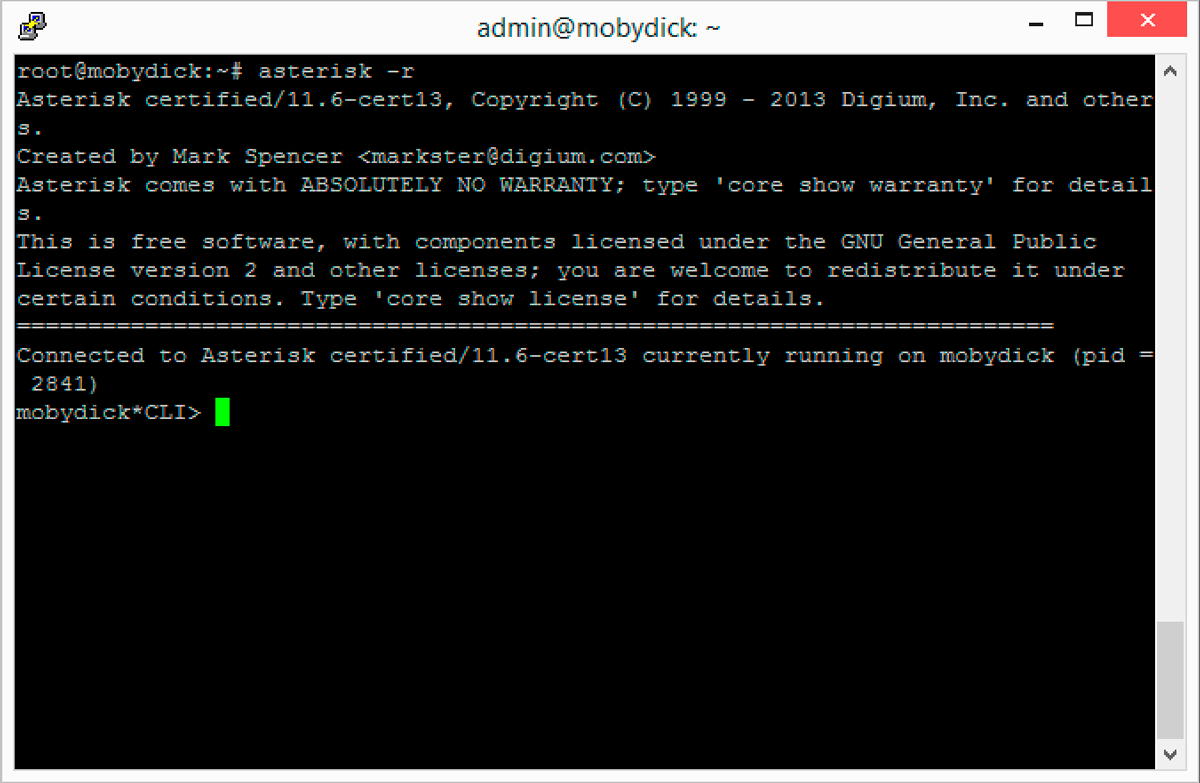 admin@mobydick: ~
root@mobydick:~# asterisk -r
Asterisk certified/11.6-cert13, Copyright (C) 1999 - 2013 Digium, Inc. and other
s.
Created by Mark Spencer <markster@digium.com>
Asterisk comes with ABSOLUTELY NO WARRANTY; type 'core show warranty' for detail
s.
This is free software, with components licensed under the GNU General Public
License version 2 and other licenses; you are welcome to redistribute it under
certain conditions. Type 'core show license' for details.
=========================================================================
Connected to Asterisk certified/11.6-cert13 currently running on mobydick (pid =
 2841)
mobydick*CLI>